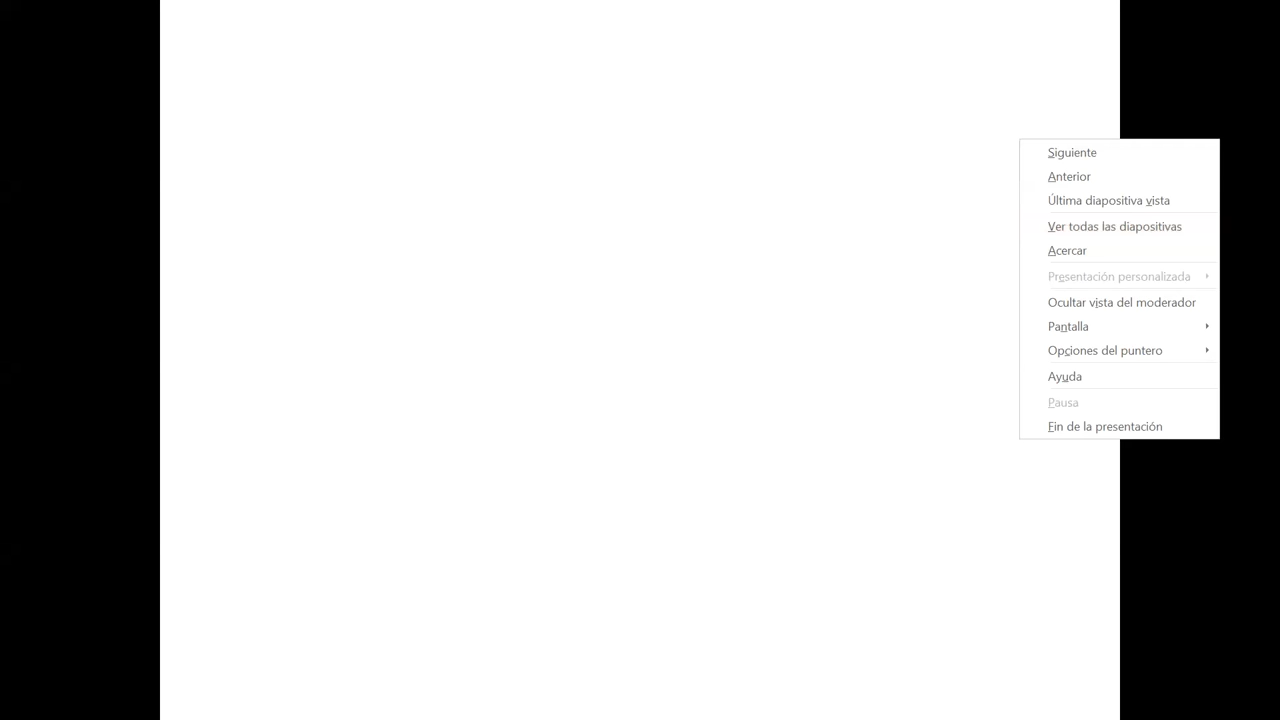 Siguiente
Anterior
Última diapositiva vista
Ver todas las diapositivas
Acercar
Presentación personalizada
Ocultar vista del moderador
Pantalla
Opciones del puntero
Ayuda
Pausa
Fin de la presentación